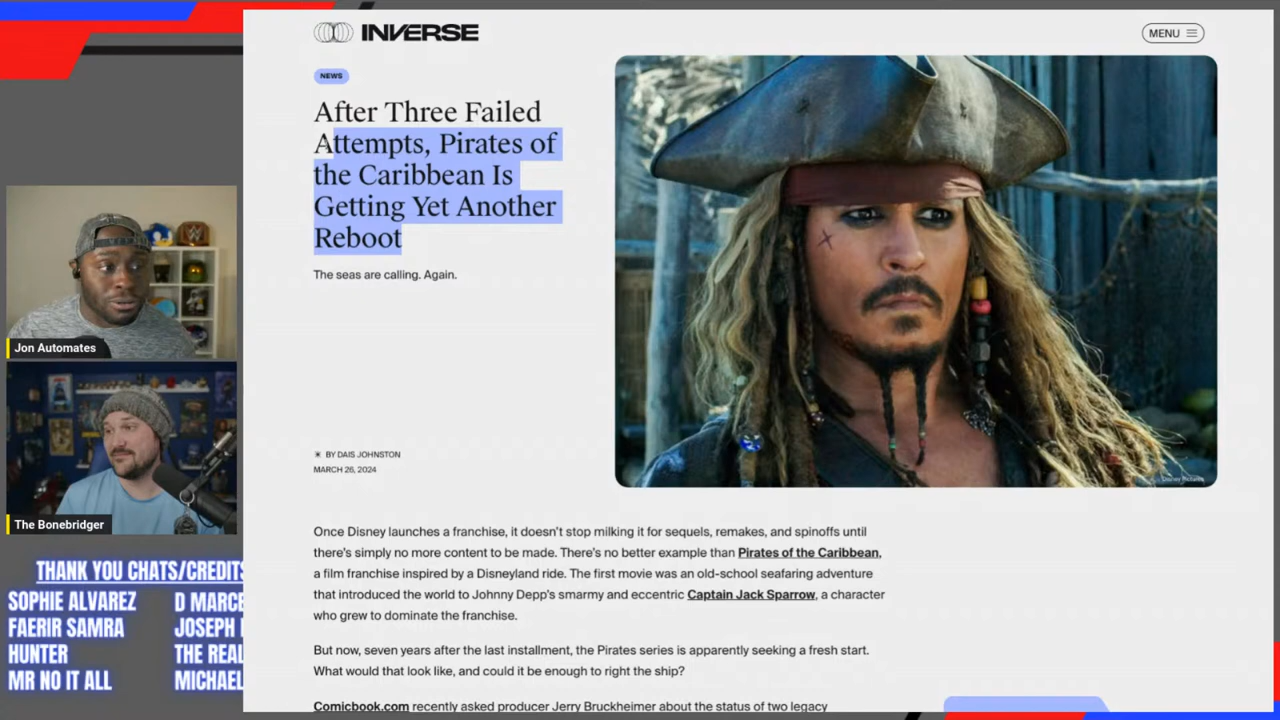 INVERSE
MENU
NEWS
After Three Failed
Attempts, Pirates of
the Caribbean Is
Getting Yet Another
Reboot
The seas are calling. Again.
BY DAIS JOHNSTON
MARCH 26, 2024
Disney Pictures
Once Disney launches a franchise, it doesn't stop milking it for sequels, remakes, and spinoffs until
there's simply no more content to be made. There's no better example than Pirates of the Caribbean,
a film franchise inspired by a Disneyland ride. The first movie was an old-school seafaring adventure
that introduced the world to Johnny Depp's smarmy and eccentric Captain Jack Sparrow, a character
who grew to dominate the franchise.
But now, seven years after the last installment, the Pirates series is apparently seeking a fresh start.
What would that look like, and could it be enough to right the ship?
Comicbook.com recently asked producer Jerry Bruckheimer about the status of two legacy
Jon Automates
The Bonebridger
THANK YOU CHATS/CREDITS
SOPHIE ALVAREZ
FAERIR SAMRA
HUNTER
MR NO IT ALL
D MARCE
JOSEPH
THE REAL
MICHAEL